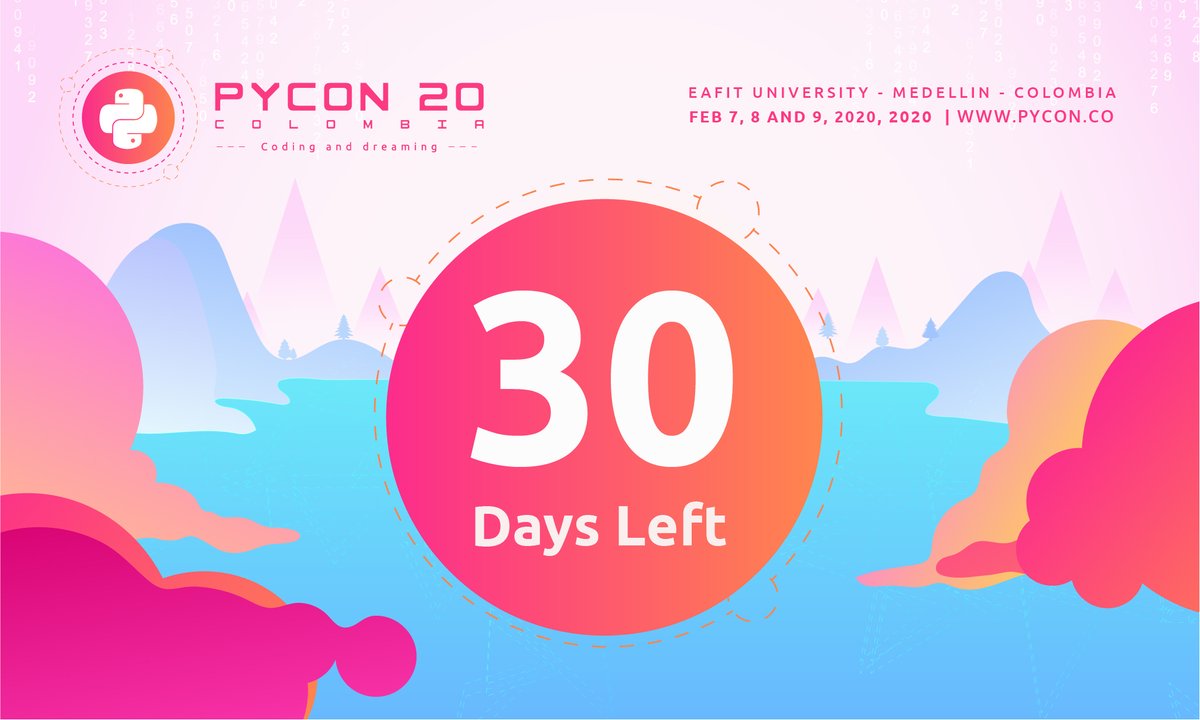 PYCON 20
COLOMBIA
Coding and dreaming
EAFIT UNIVERSITY - MEDELLIN - COLOMBIA
FEB 7, 8 AND 9, 2020, 2020 | WWW.PYCON.CO
30
Days Left